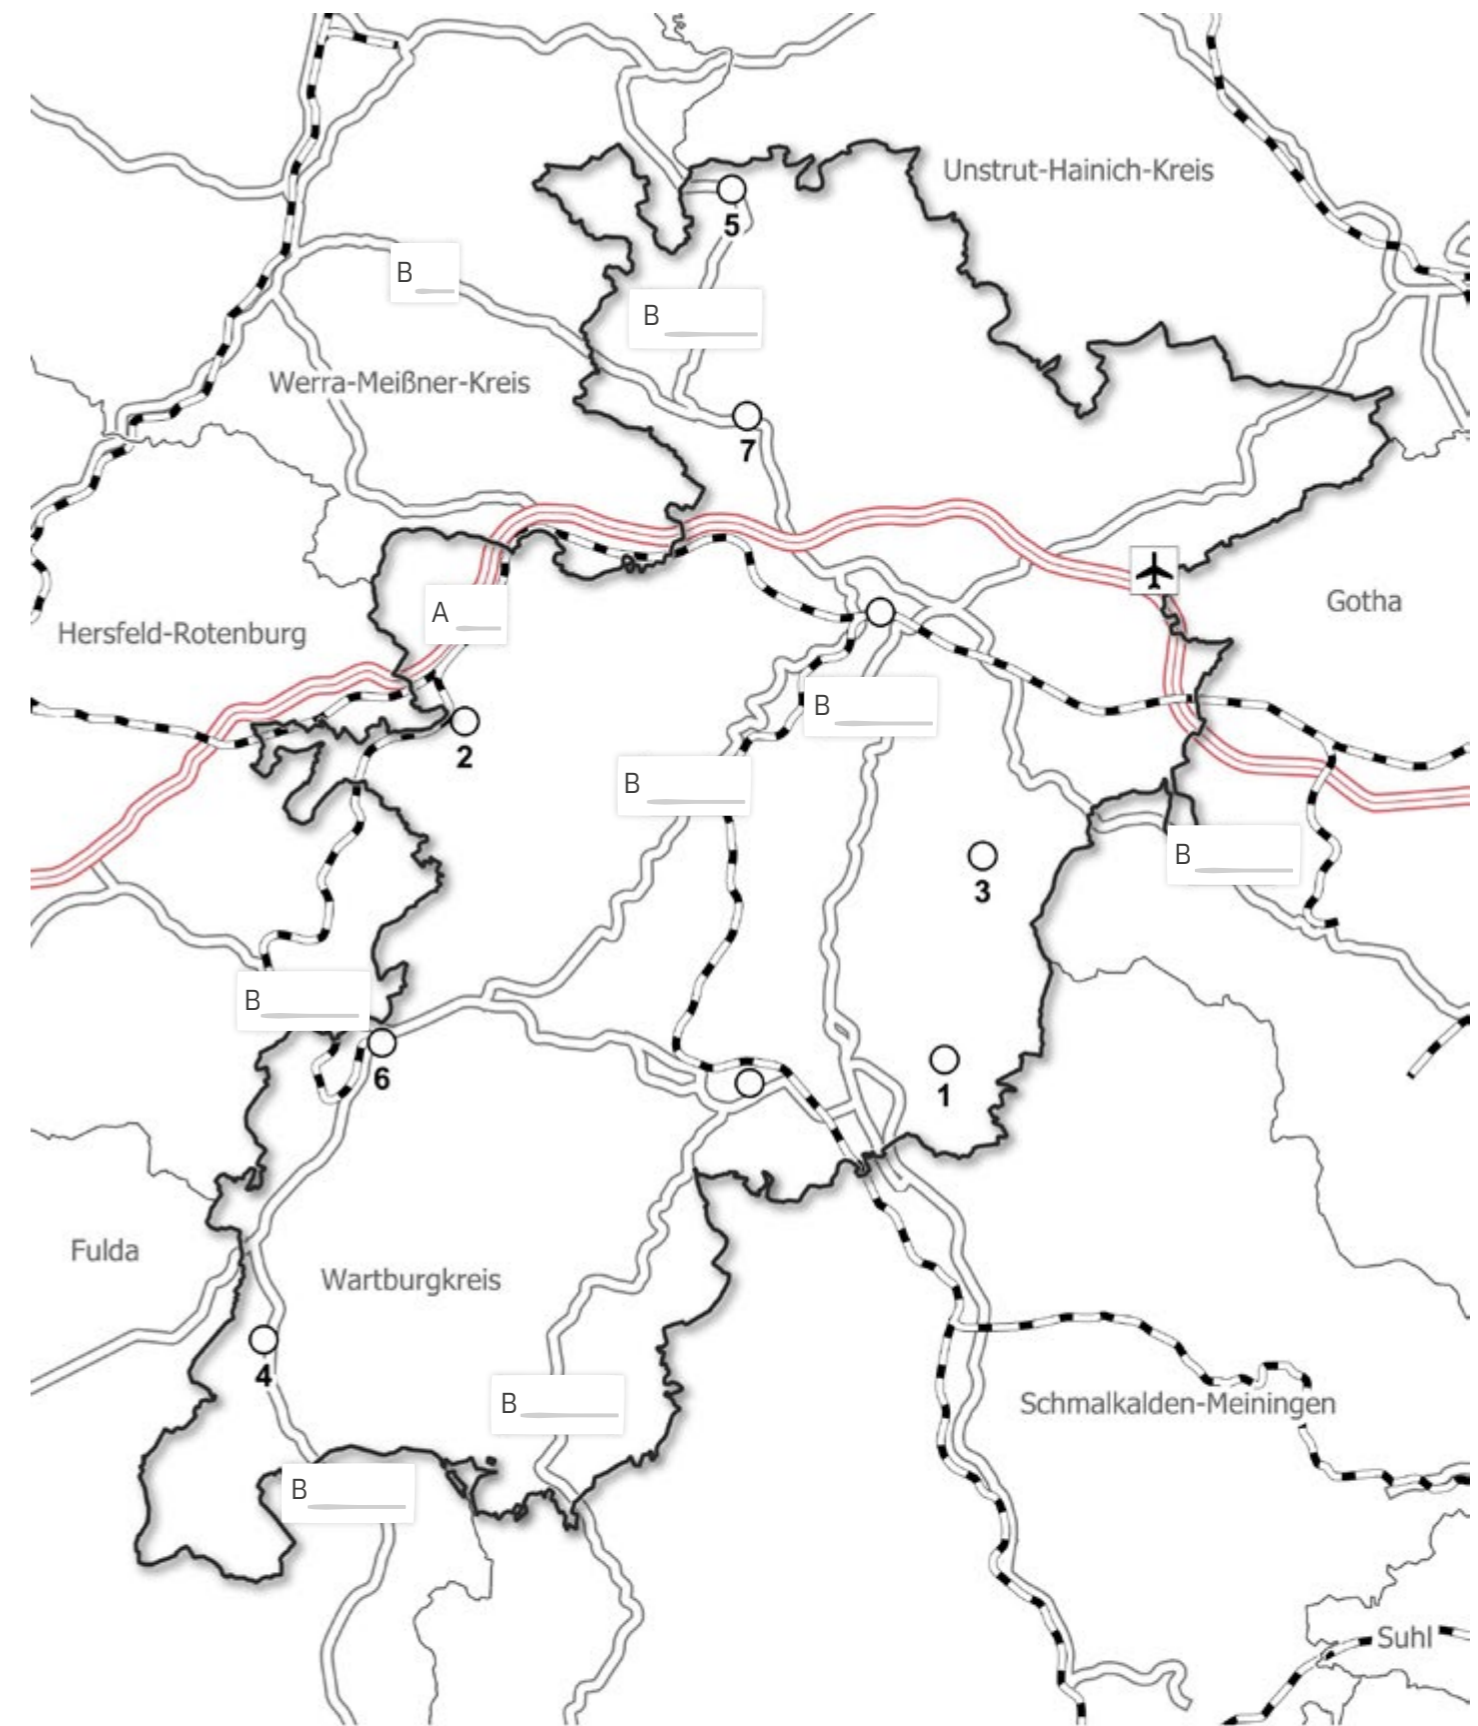 Unstrut-Hainich-Kreis
5
B
B
Werra-Meißner-Kreis
7
Gotha
A
Hersfeld-Rotenburg
B
2
B
B
3
B
6
1
Fulda
Wartburgkreis
4
B
Schmalkalden-Meiningen
B
Suhl